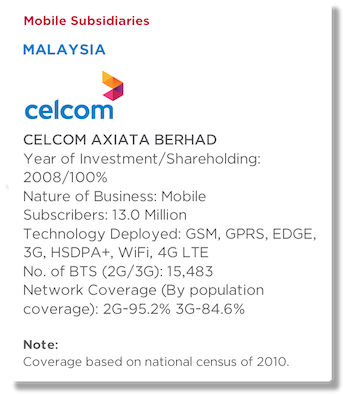 Mobile Subsidiaries
MALAYSIA
celcom
CELCOM AXIATA BERHAD
Year of Investment/Shareholding:
2008/100%
Nature of Business: Mobile
Subscribers: 13.0 Million
Technology Deployed: GSM, GPRS, EDGE,
3G, HSDPA+, WiFi, 4G LTE
No. of BTS (2G/3G): 15,483
Network Coverage (By population
coverage): 2G-95.2% 3G-84.6%
Note:
Coverage based on national census of 2010.